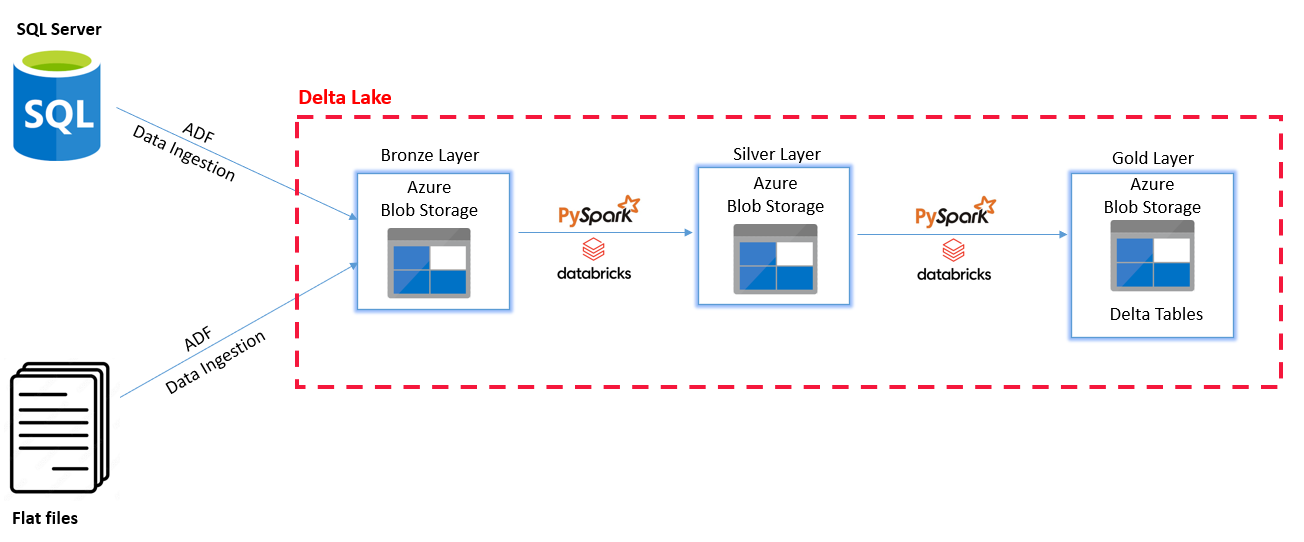 SQL Server
SQL
ADF
Data Ingestion
Delta Lake
Bronze Layer
Azure
Blob Storage
PySpark
databricks
Silver Layer
Azure
Blob Storage
PySpark
databricks
Gold Layer
Azure
Blob Storage
Delta Tables
ADF
Data Ingestion
Flat files